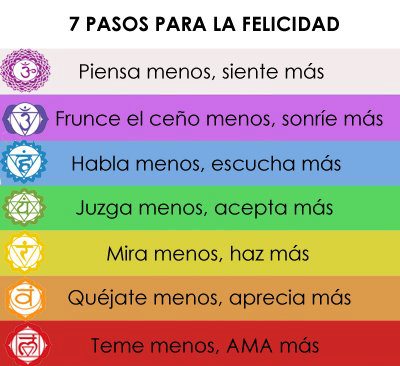 7 PASOS PARA LA FELICIDAD
Piensa menos, siente más
Frunce el ceño menos, sonríe más
Habla menos, escucha más
Juzga menos, acepta más
Mira menos, haz más
Quéjate menos, aprecia más
Teme menos, AMA más